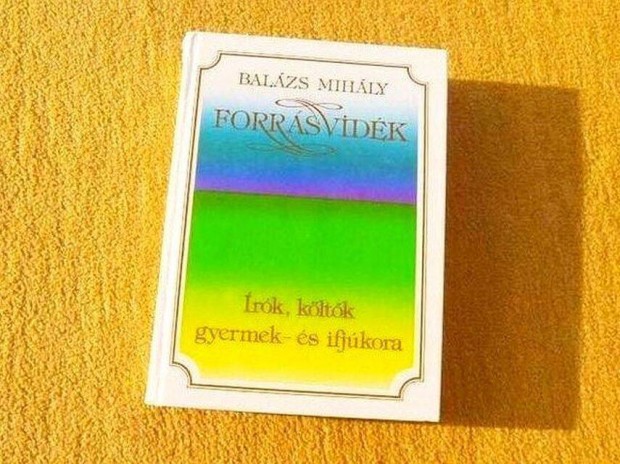 BALÁZS MIHÁLY
FORRÁSVIDÉK
Írók, költők
gyermek- és ifjúkora